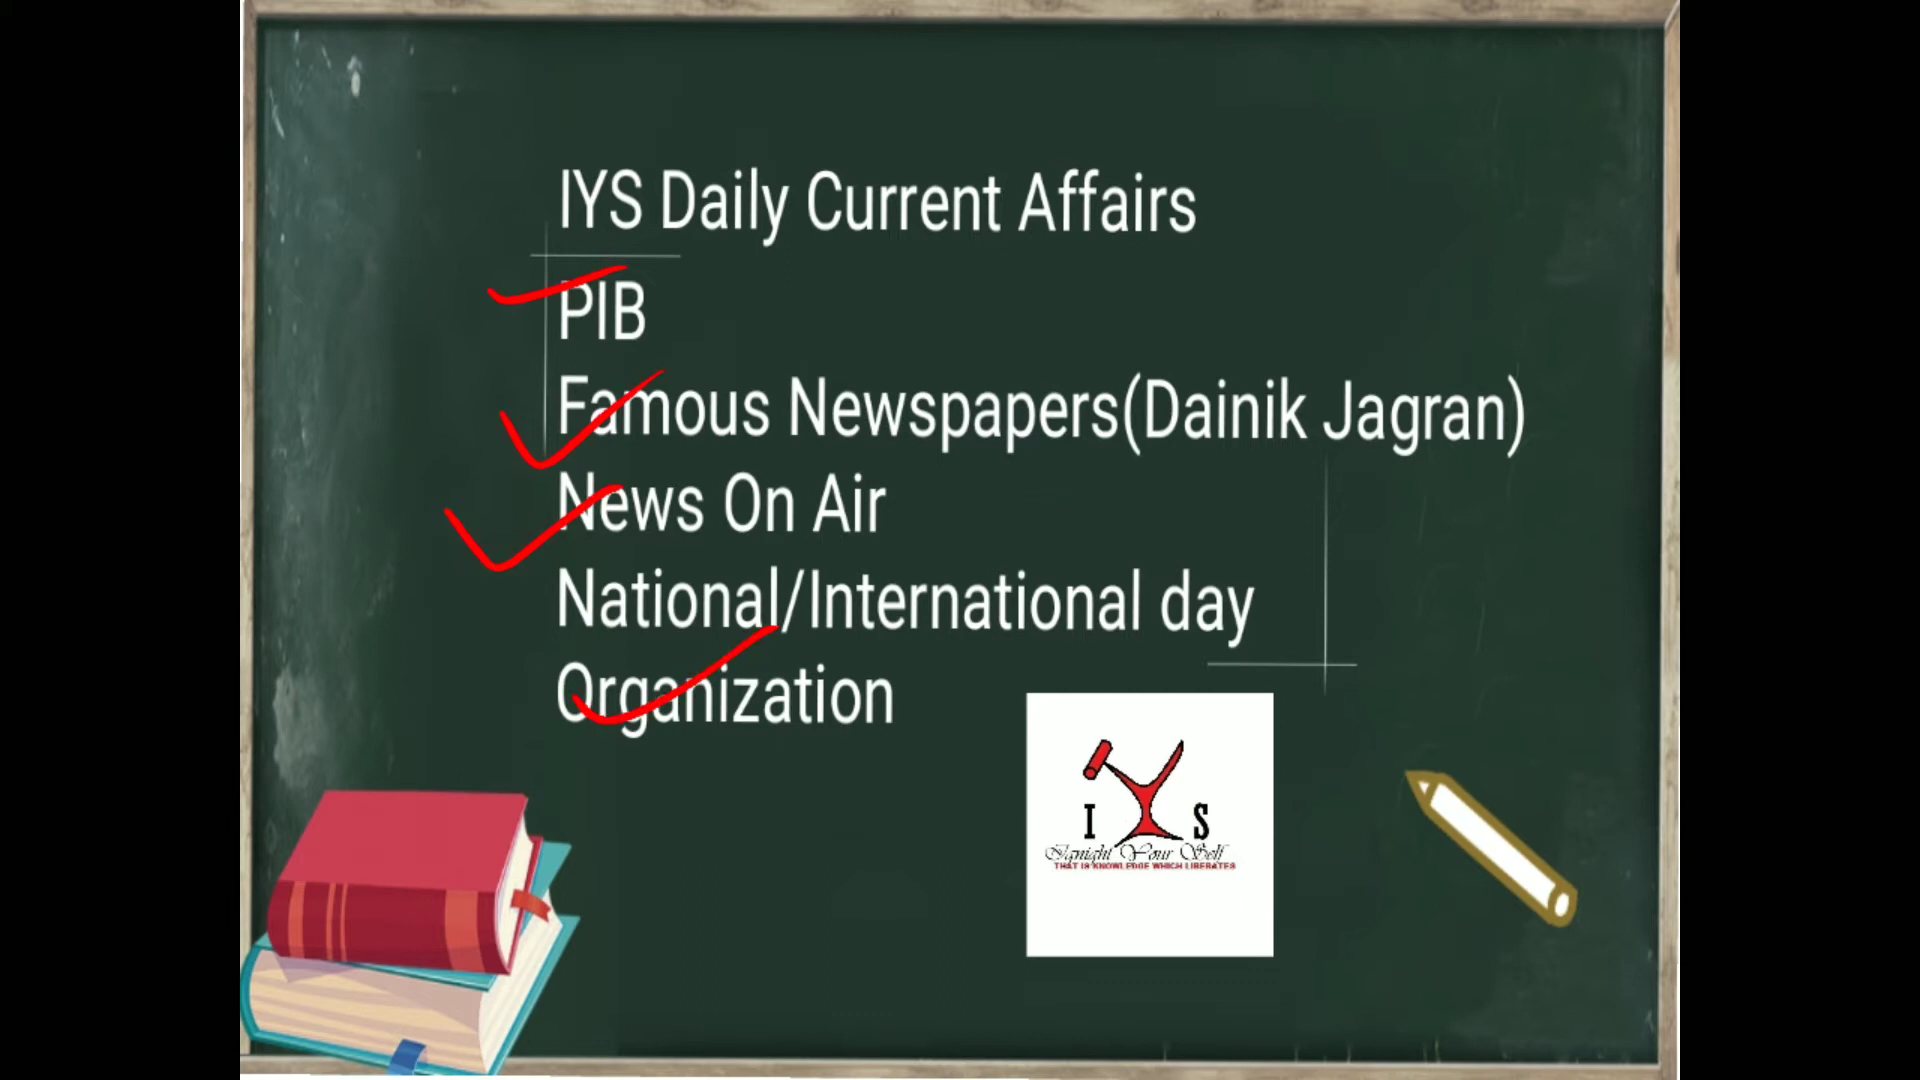 IYS Daily Current Affairs
PIB
Famous Newspapers(Dainik Jagran)
News On Air
National/International day
Organization
I Y S
Ignight Your Self
THAT IS KNOWLEDGE WHICH LIBERATES